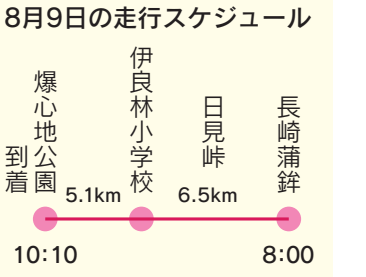 8月9日の走行スケジュール
長崎蒲鉾
日見峠
伊良林小学校
爆心地公園
到着
5.1km
6.5km
10:10
8:00